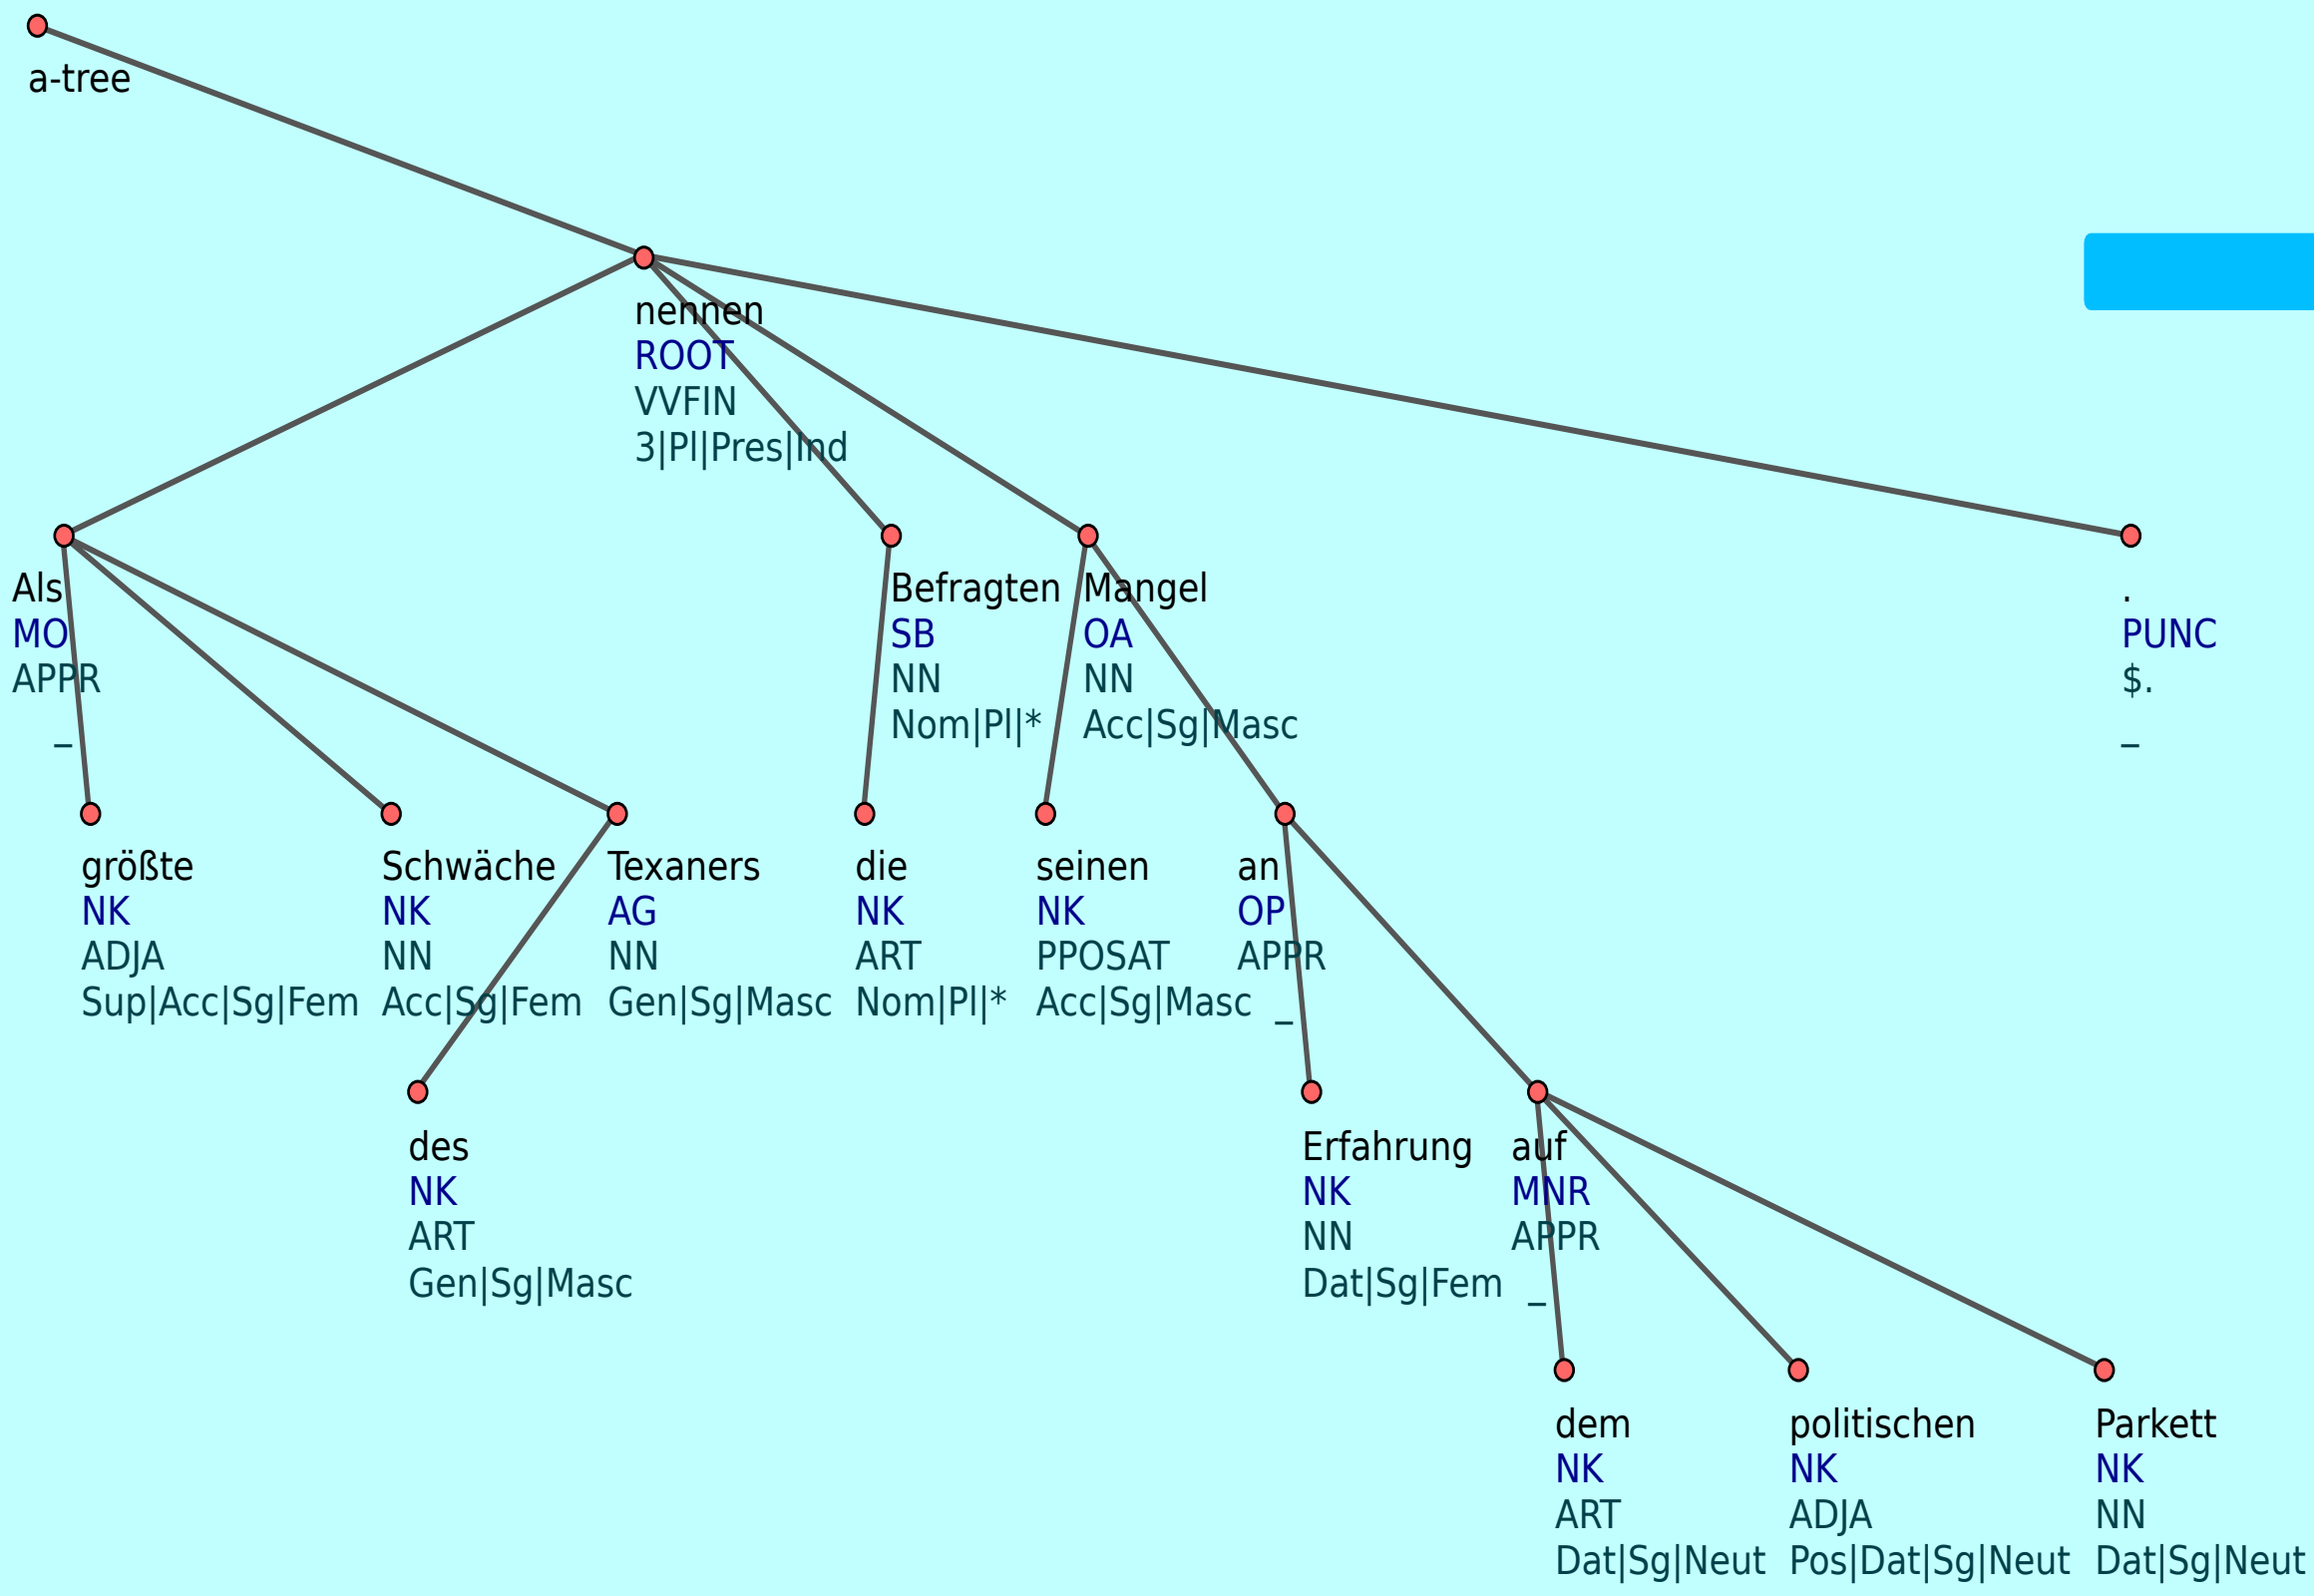 a-tree
nennen
ROOT
VVFIN
3|Pl|Pres|Ind
Als
MO
APPR
_
Befragten
SB
NN
Nom|Pl|*
Mangel
OA
NN
Acc|Sg|Masc
.
PUNC
$.
_
größte
NK
ADJA
Sup|Acc|Sg|Fem
Schwäche
NK
NN
Acc|Sg|Fem
Texaners
AG
NN
Gen|Sg|Masc
die
NK
ART
Nom|Pl|*
seinen
NK
PPOSAT
Acc|Sg|Masc
an
OP
APPR
_
des
NK
ART
Gen|Sg|Masc
Erfahrung
NK
NN
Dat|Sg|Fem
auf
MNR
APPR
_
dem
NK
ART
Dat|Sg|Neut
politischen
NK
ADJA
Pos|Dat|Sg|Neut
Parkett
NK
NN
Dat|Sg|Neut